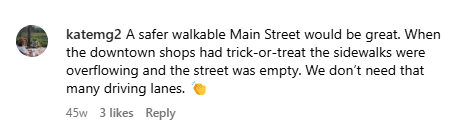 katemg2 A safer walkable Main Street would be great. When
the downtown shops had trick-or-treat the sidewalks were
overflowing and the street was empty. We don’t need that
many driving lanes. 👏
45w 3 likes Reply